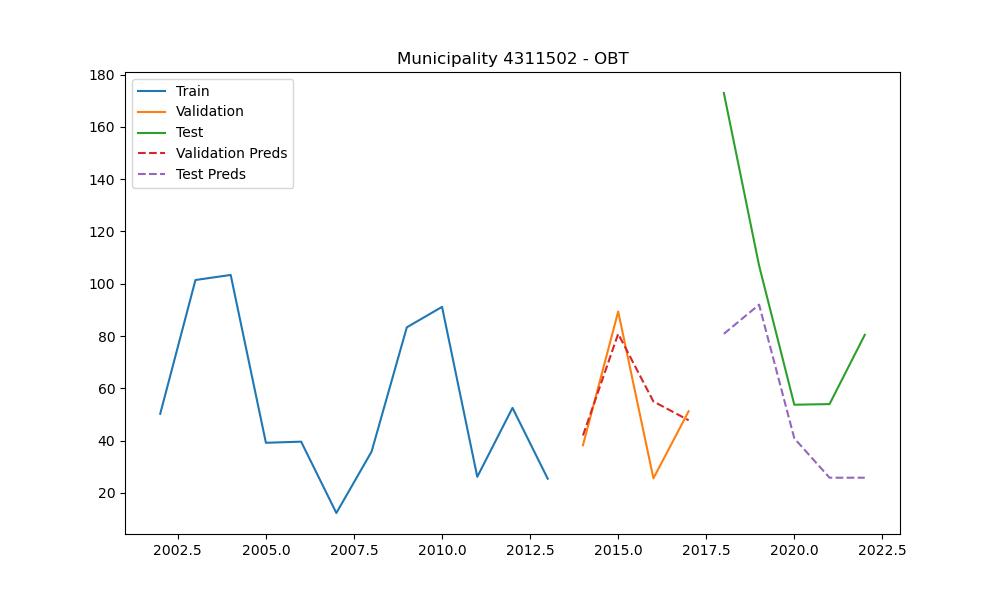 Municipality 4311502 - OBT
180
160
140
120
100
80
60
40
20
Train
Validation
Test
Validation Preds
Test Preds
2002.5 2005.0 2007.5 2010.0 2012.5 2015.0 2017.5 2020.0 2022.5